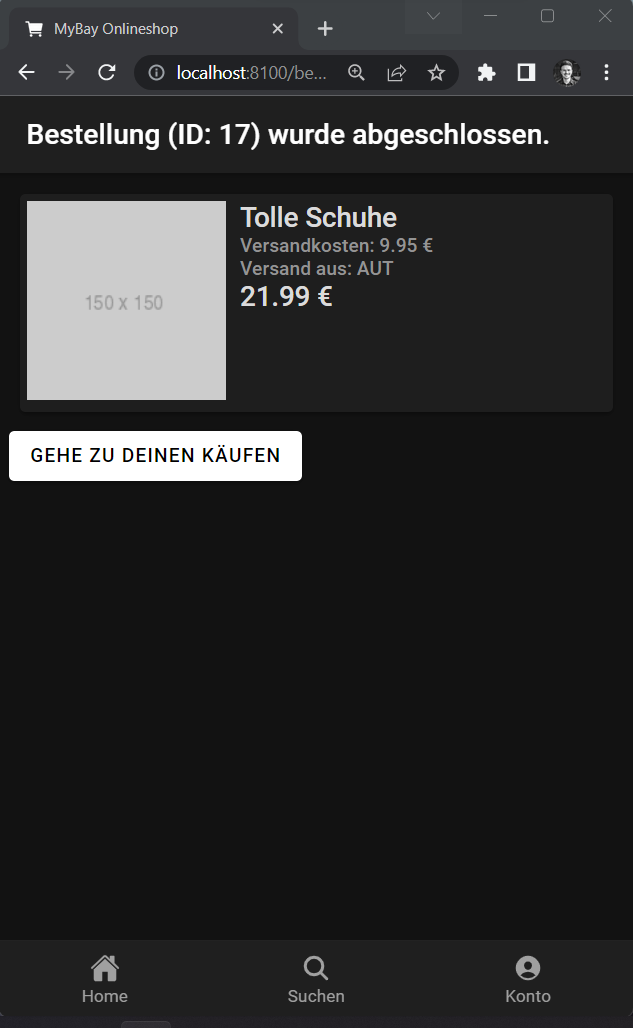 MyBay Onlineshop
localhost:8100/be...
Bestellung (ID: 17) wurde abgeschlossen.
150 x 150
Tolle Schuhe
Versandkosten: 9.95 €
Versand aus: AUT
21.99 €
GEHE ZU DEINEN KÄUFEN
Home
Suchen
Konto